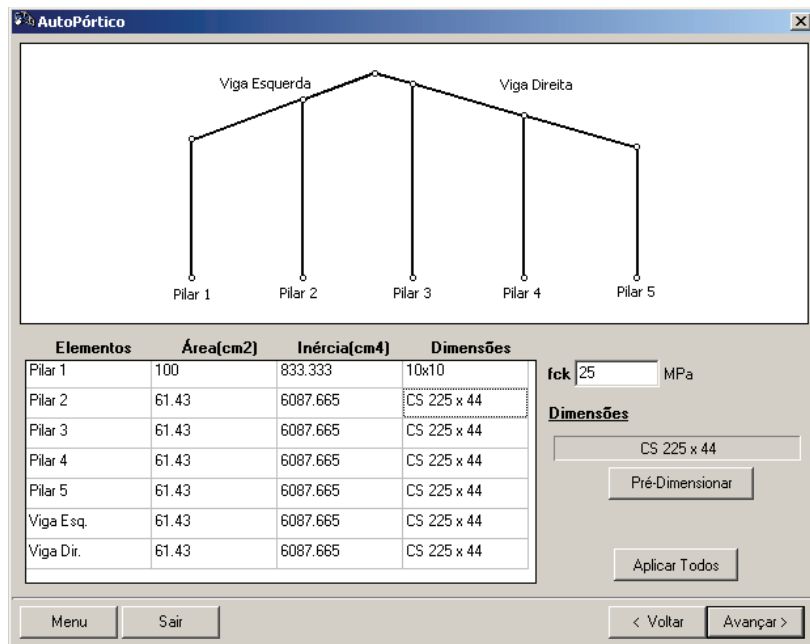 AutoPórtico
Viga Esquerda
Viga Direita
Pilar 1
Pilar 2
Pilar 3
Pilar 4
Pilar 5
Elementos Área(cm2) Inércia(cm4) Dimensões
Pilar 1 100 833.333 10x10
Pilar 2 61.43 6087.665 CS 225 x 44
Pilar 3 61.43 6087.665 CS 225 x 44
Pilar 4 61.43 6087.665 CS 225 x 44
Pilar 5 61.43 6087.665 CS 225 x 44
Viga Esq. 61.43 6087.665 CS 225 x 44
Viga Dir. 61.43 6087.665 CS 225 x 44
fck 25 MPa
Dimensões
CS 225 x 44
Pré-Dimensionar
Aplicar Todos
Menu
Sair
< Voltar
Avançar >